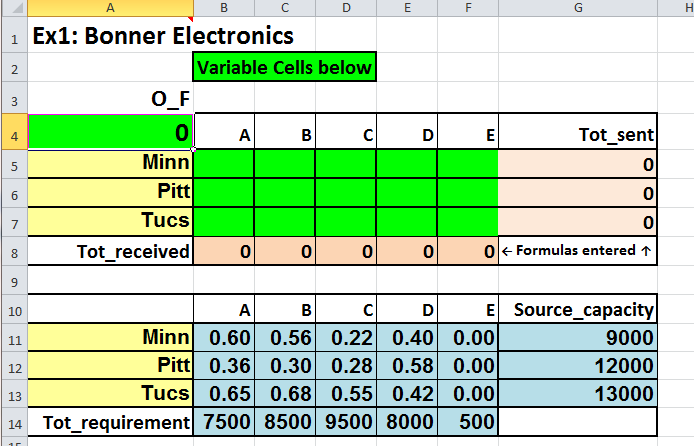 A B C D E F G H
1 Ex1: Bonner Electronics
2 Variable Cells below
3 O_F
4 0 A B C D E Tot_sent
5 Minn 0
6 Pitt 0
7 Tucs 0
8 Tot_received 0 0 0 0 0 ← Formulas entered ↑
9
10 A B C D E Source_capacity
11 Minn 0.60 0.56 0.22 0.40 0.00 9000
12 Pitt 0.36 0.30 0.28 0.58 0.00 12000
13 Tucs 0.65 0.68 0.55 0.42 0.00 13000
14 Tot_requirement 7500 8500 9500 8000 500